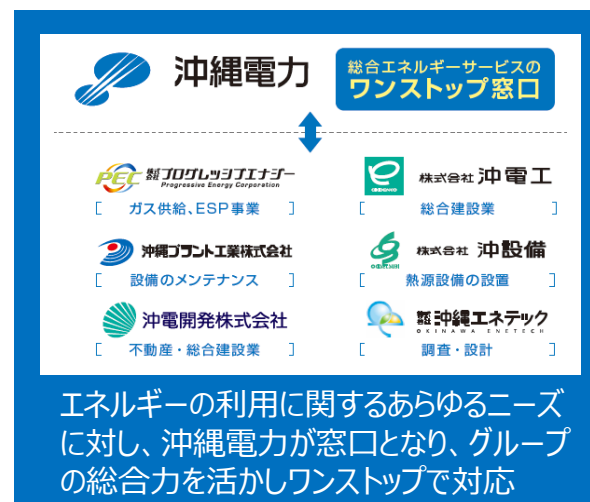 沖縄電力
総合エネルギーサービスの
ワンストップ窓口
PEC 株式会社プログレッシブエナジー
Progressive Energy Corporation
[ ガス供給、ESP事業 ]
株式会社 沖電工
[ 総合建設業 ]
沖縄プラント工業株式会社
[ 設備のメンテナンス ]
株式会社 沖設備
[ 熱源設備の設置 ]
沖電開発株式会社
[ 不動産・総合建設業 ]
株式会社 沖縄エネテック
OKINAWA ENETECH
[ 調査・設計 ]
エネルギーの利用に関するあらゆるニーズ
に対し、沖縄電力が窓口となり、グループ
の総合力を活かしワンストップで対応